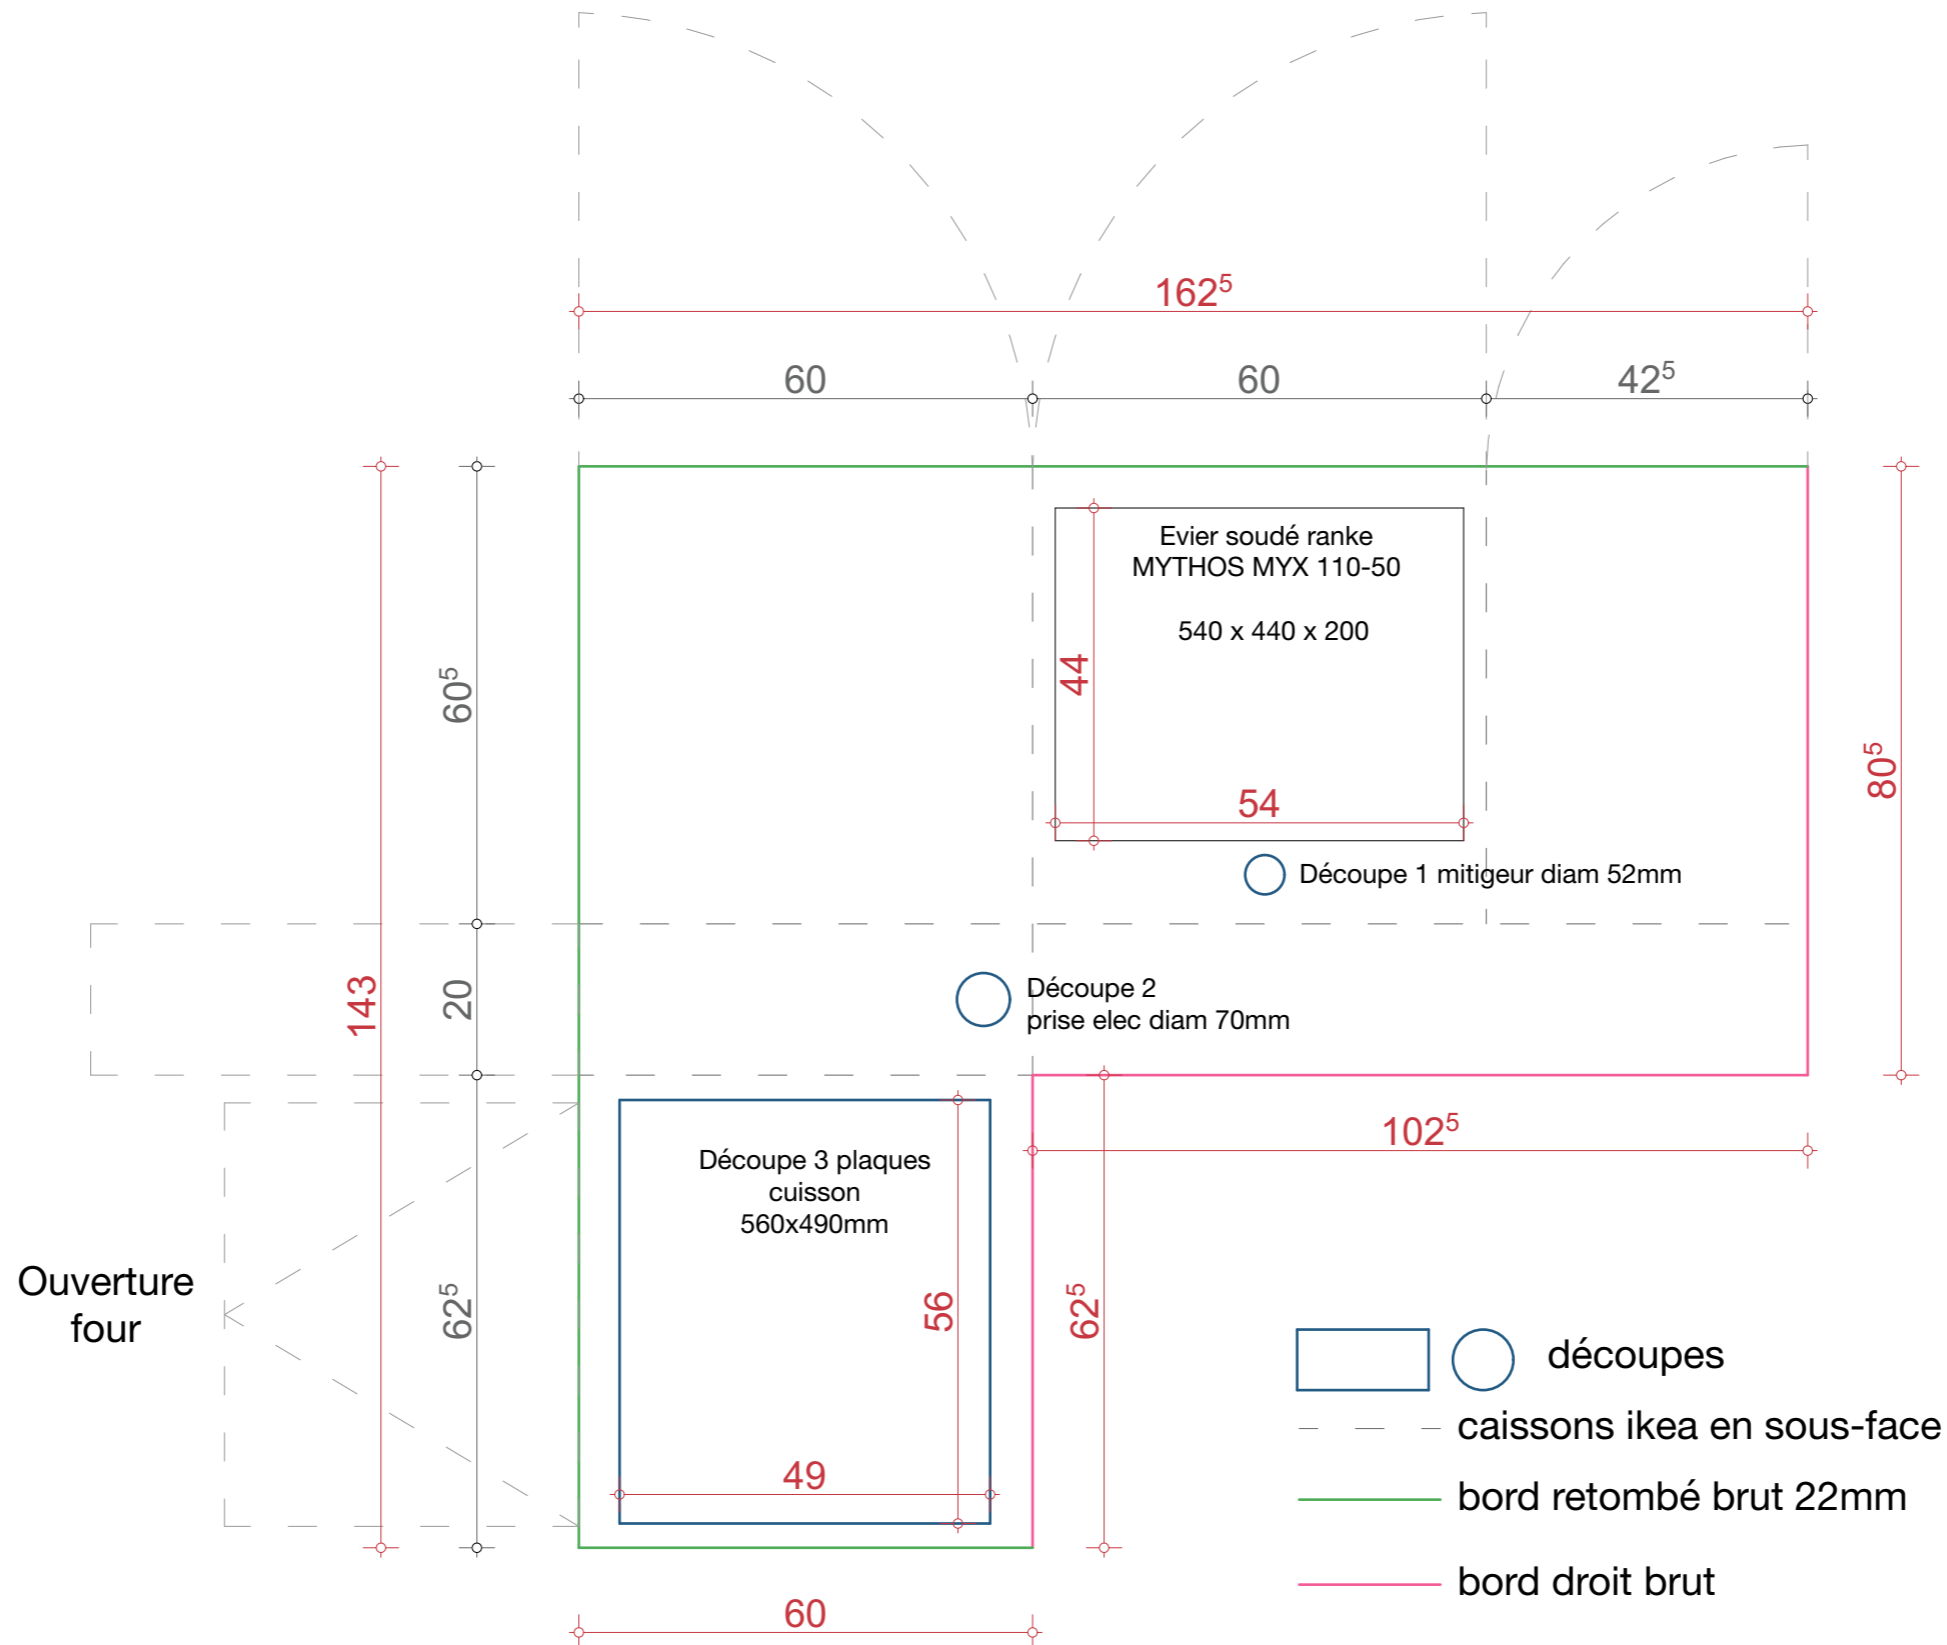 162⁵
60
60
42⁵
Evier soudé ranke
MYTHOS MYX 110-50
540 x 440 x 200
44
54
60⁵
80⁵
Découpe 1 mitigeur diam 52mm
143
20
Découpe 2
prise elec diam 70mm
102⁵
Découpe 3 plaques
cuisson
560x490mm
Ouverture
four
62⁵
56
62⁵
49
60
découpes
caissons ikea en sous-face
bord retombé brut 22mm
bord droit brut